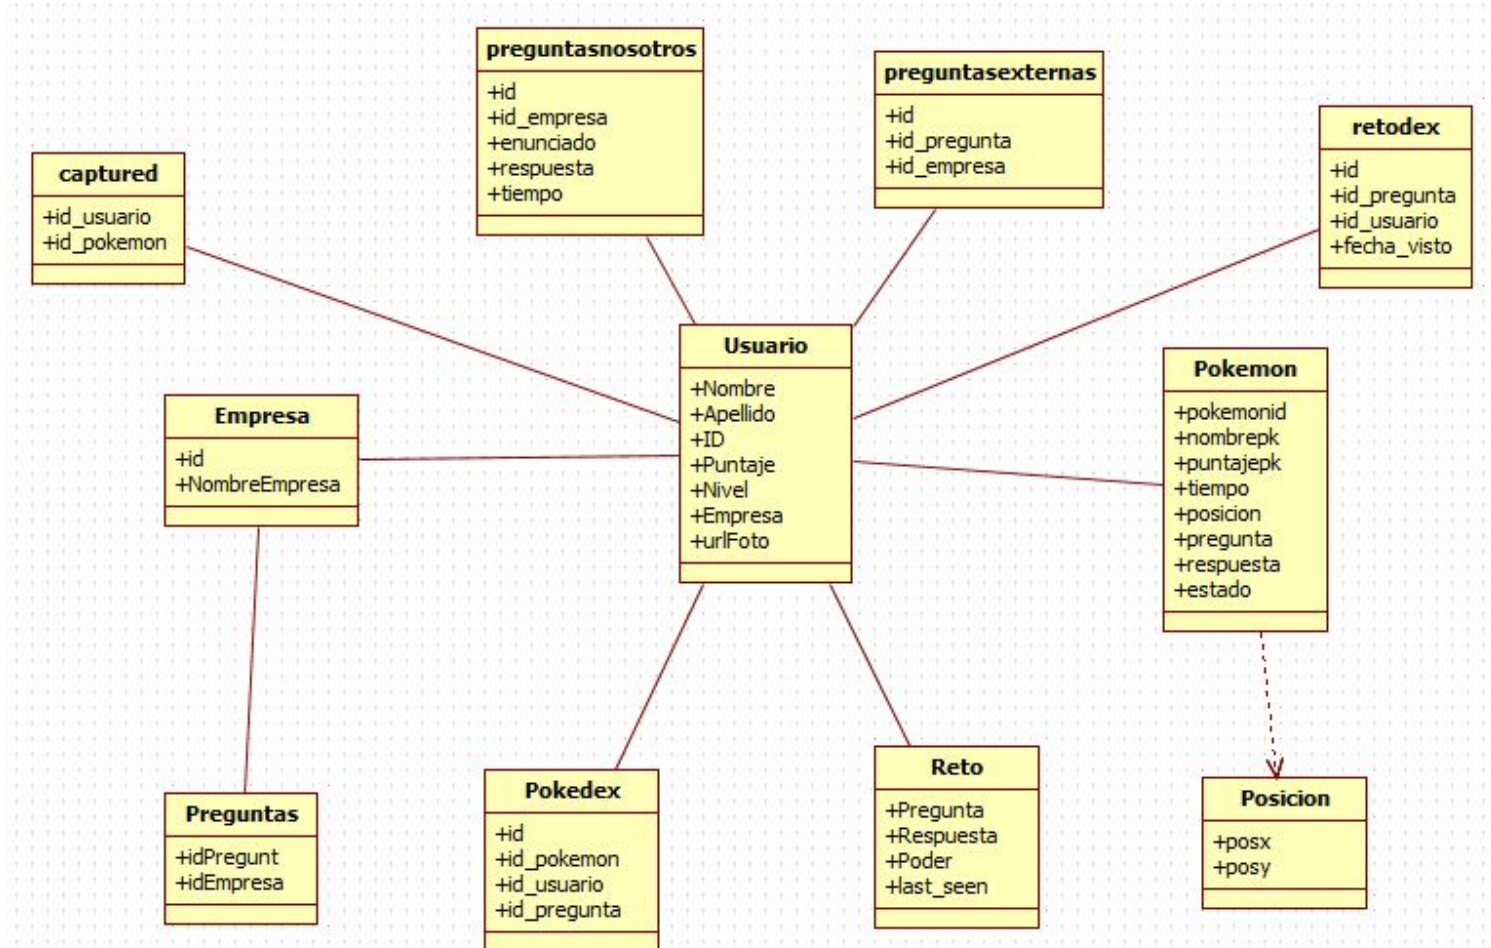 preguntasnosotros
+id
+id_empresa
+enunciado
+respuesta
+tiempo
preguntasexternas
+id
+id_pregunta
+id_empresa
retodex
+id
+id_pregunta
+id_usuario
+fecha_visto
captured
+id_usuario
+id_pokemon
Usuario
+Nombre
+Apellido
+ID
+Puntaje
+Nivel
+Empresa
+urlFoto
Pokemon
+pokemonid
+nombrepk
+puntajepk
+tiempo
+posicion
+pregunta
+respuesta
+estado
Empresa
+id
+NombreEmpresa
Preguntas
+idPregunt
+idEmpresa
Pokedex
+id
+id_pokemon
+id_usuario
+id_pregunta
Reto
+Pregunta
+Respuesta
+Poder
+last_seen
Posicion
+posx
+posy